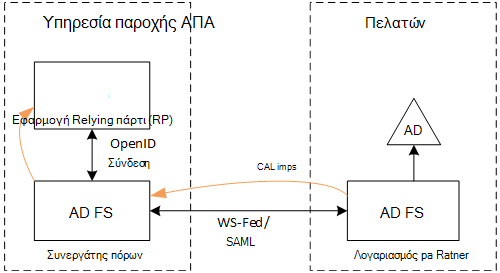 Υπηρεσία παροχής ΑΠΑ
Πελατών
Εφαρμογή Relying πάρτι (RP)
OpenID
Σύνδεση
AD
CAL imps
AD FS
AD FS
WS-Fed/
SAML
Συνεργάτης πόρων
Λογαριασμός pa Ratner